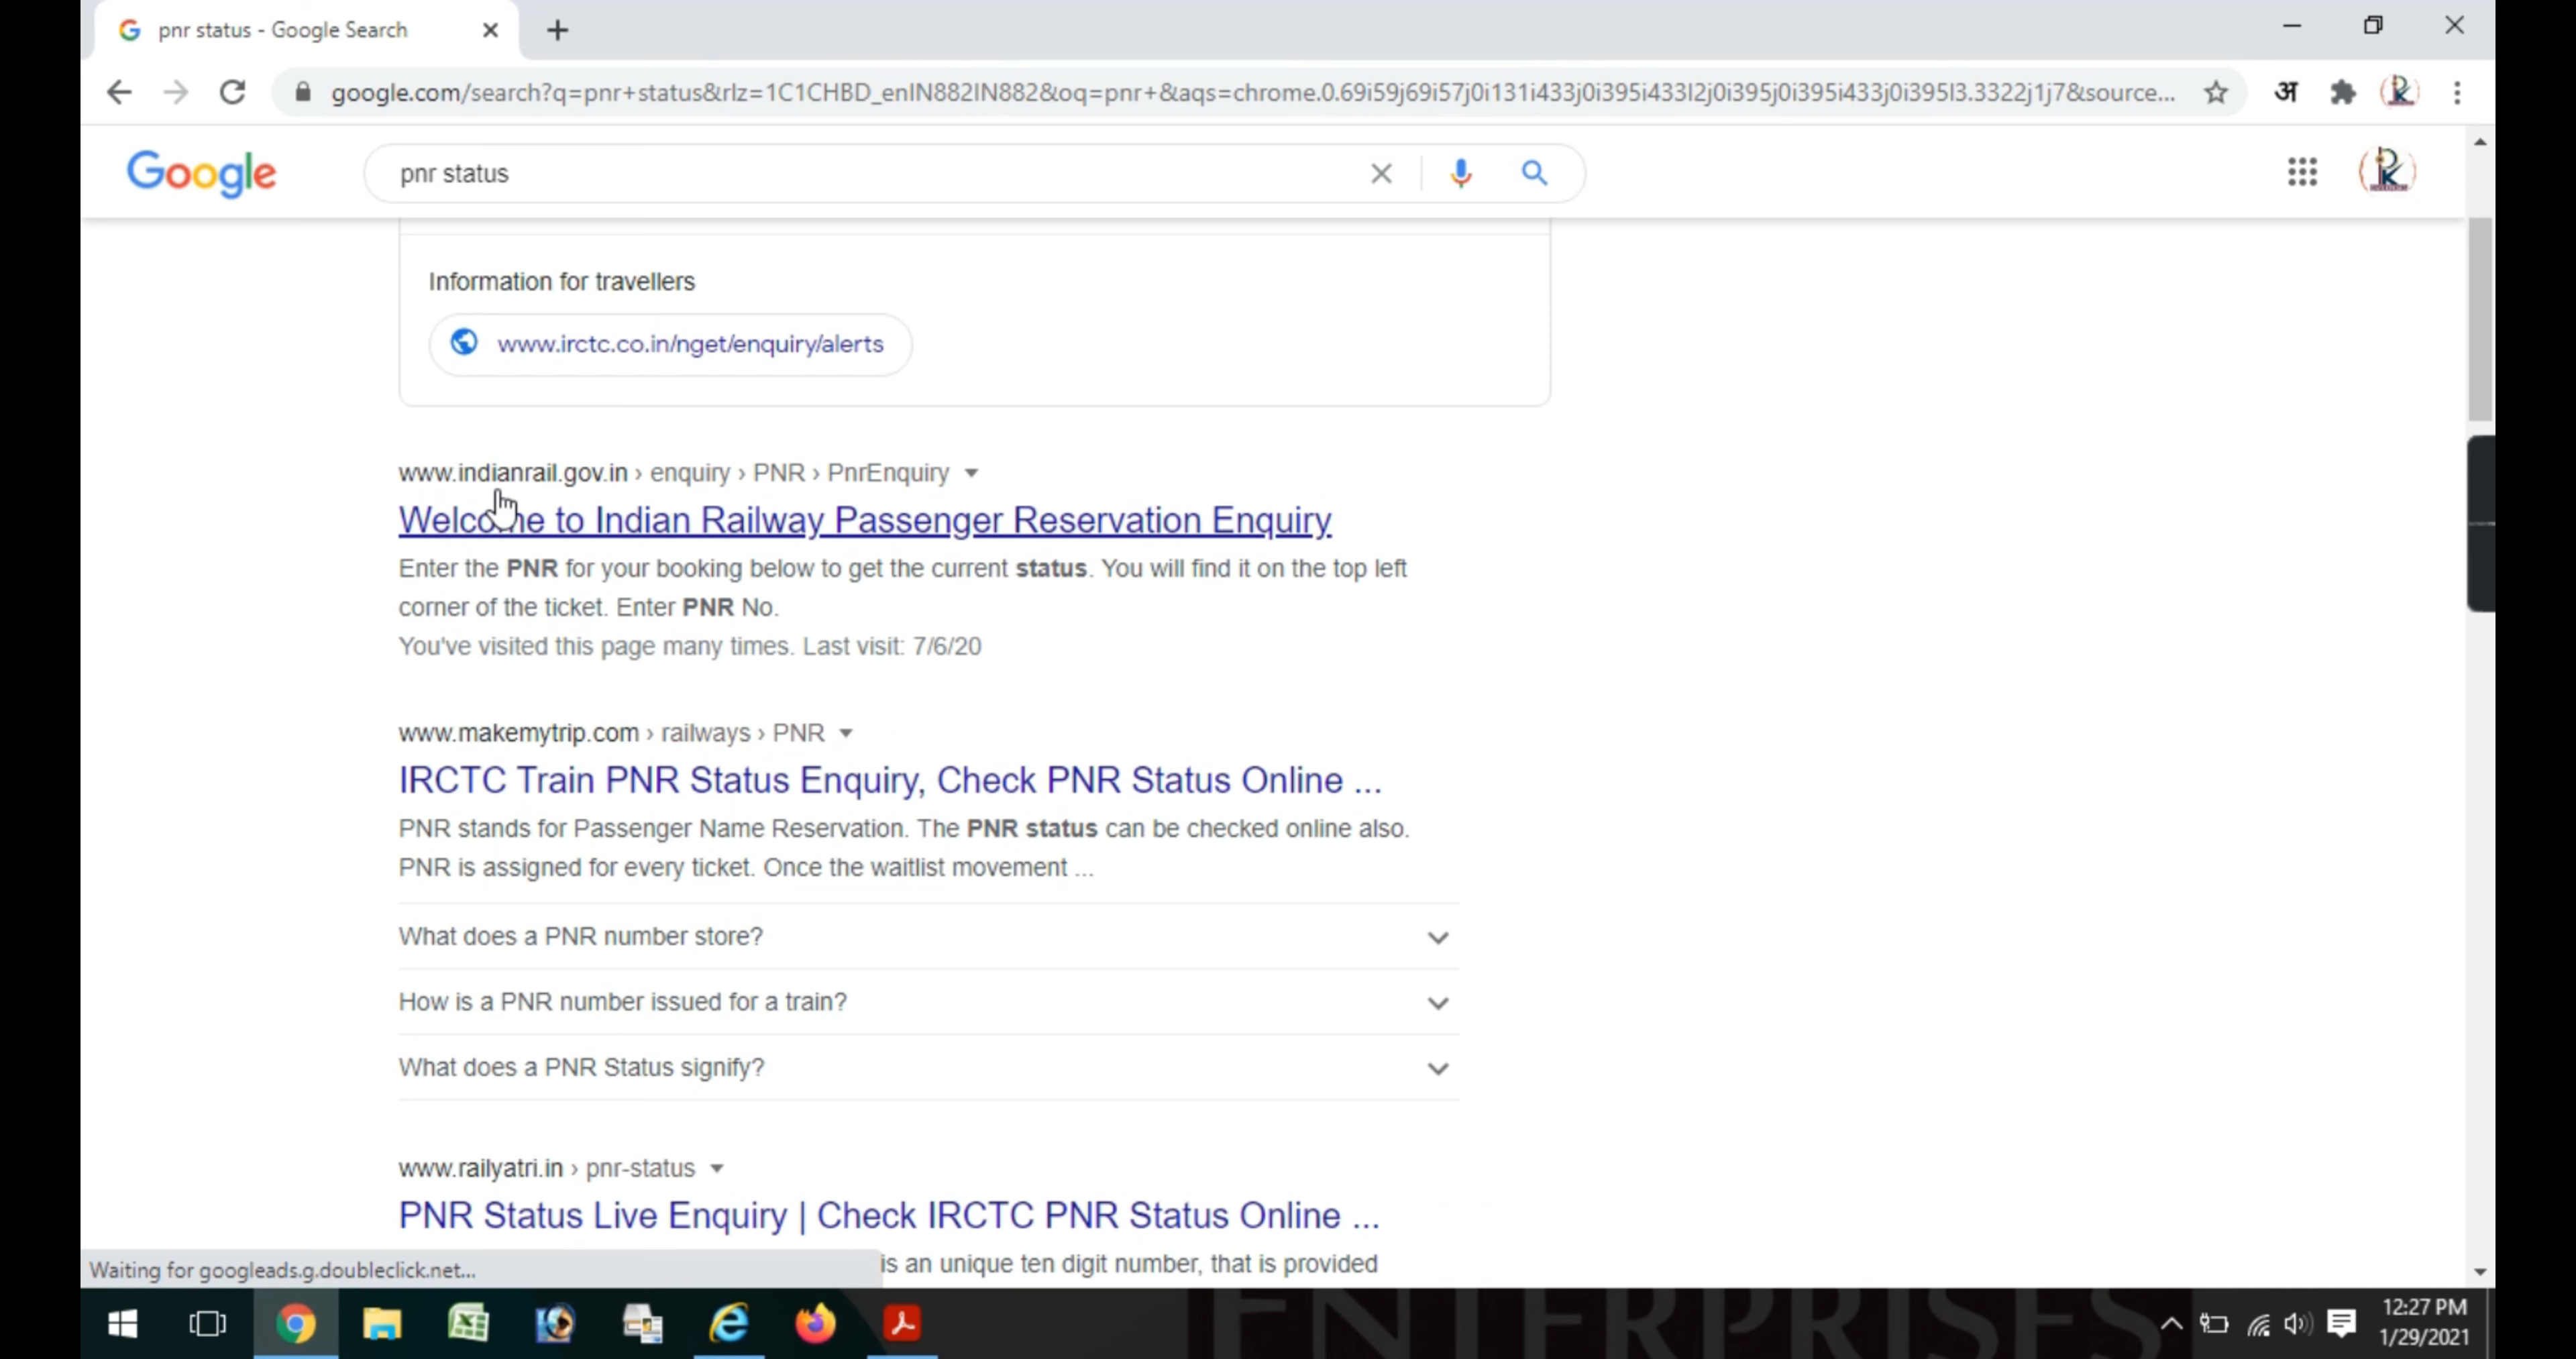 pnr status - Google Search
google.com/search?q=pnr+status&rlz=1C1CHBD_enIN882IN882&oq=pnr+&aqs=chrome.0.69i59j69i57j0i131i433j0i395i433l2j0i395j0i395i433j0i395l3.3322j1j7&source...
अ
Google
pnr status
Information for travellers
www.irctc.co.in/nget/enquiry/alerts
www.indianrail.gov.in › enquiry › PNR › PnrEnquiry
Welcome to Indian Railway Passenger Reservation Enquiry
Enter the PNR for your booking below to get the current status. You will find it on the top left
corner of the ticket. Enter PNR No.
You've visited this page many times. Last visit: 7/6/20
www.makemytrip.com › railways › PNR
IRCTC Train PNR Status Enquiry, Check PNR Status Online ...
PNR stands for Passenger Name Reservation. The PNR status can be checked online also.
PNR is assigned for every ticket. Once the waitlist movement ...
What does a PNR number store?
How is a PNR number issued for a train?
What does a PNR Status signify?
www.railyatri.in › pnr-status
PNR Status Live Enquiry | Check IRCTC PNR Status Online ...
is an unique ten digit number, that is provided
Waiting for googleads.g.doubleclick.net...
ENTERPRISES
12:27 PM
1/29/2021